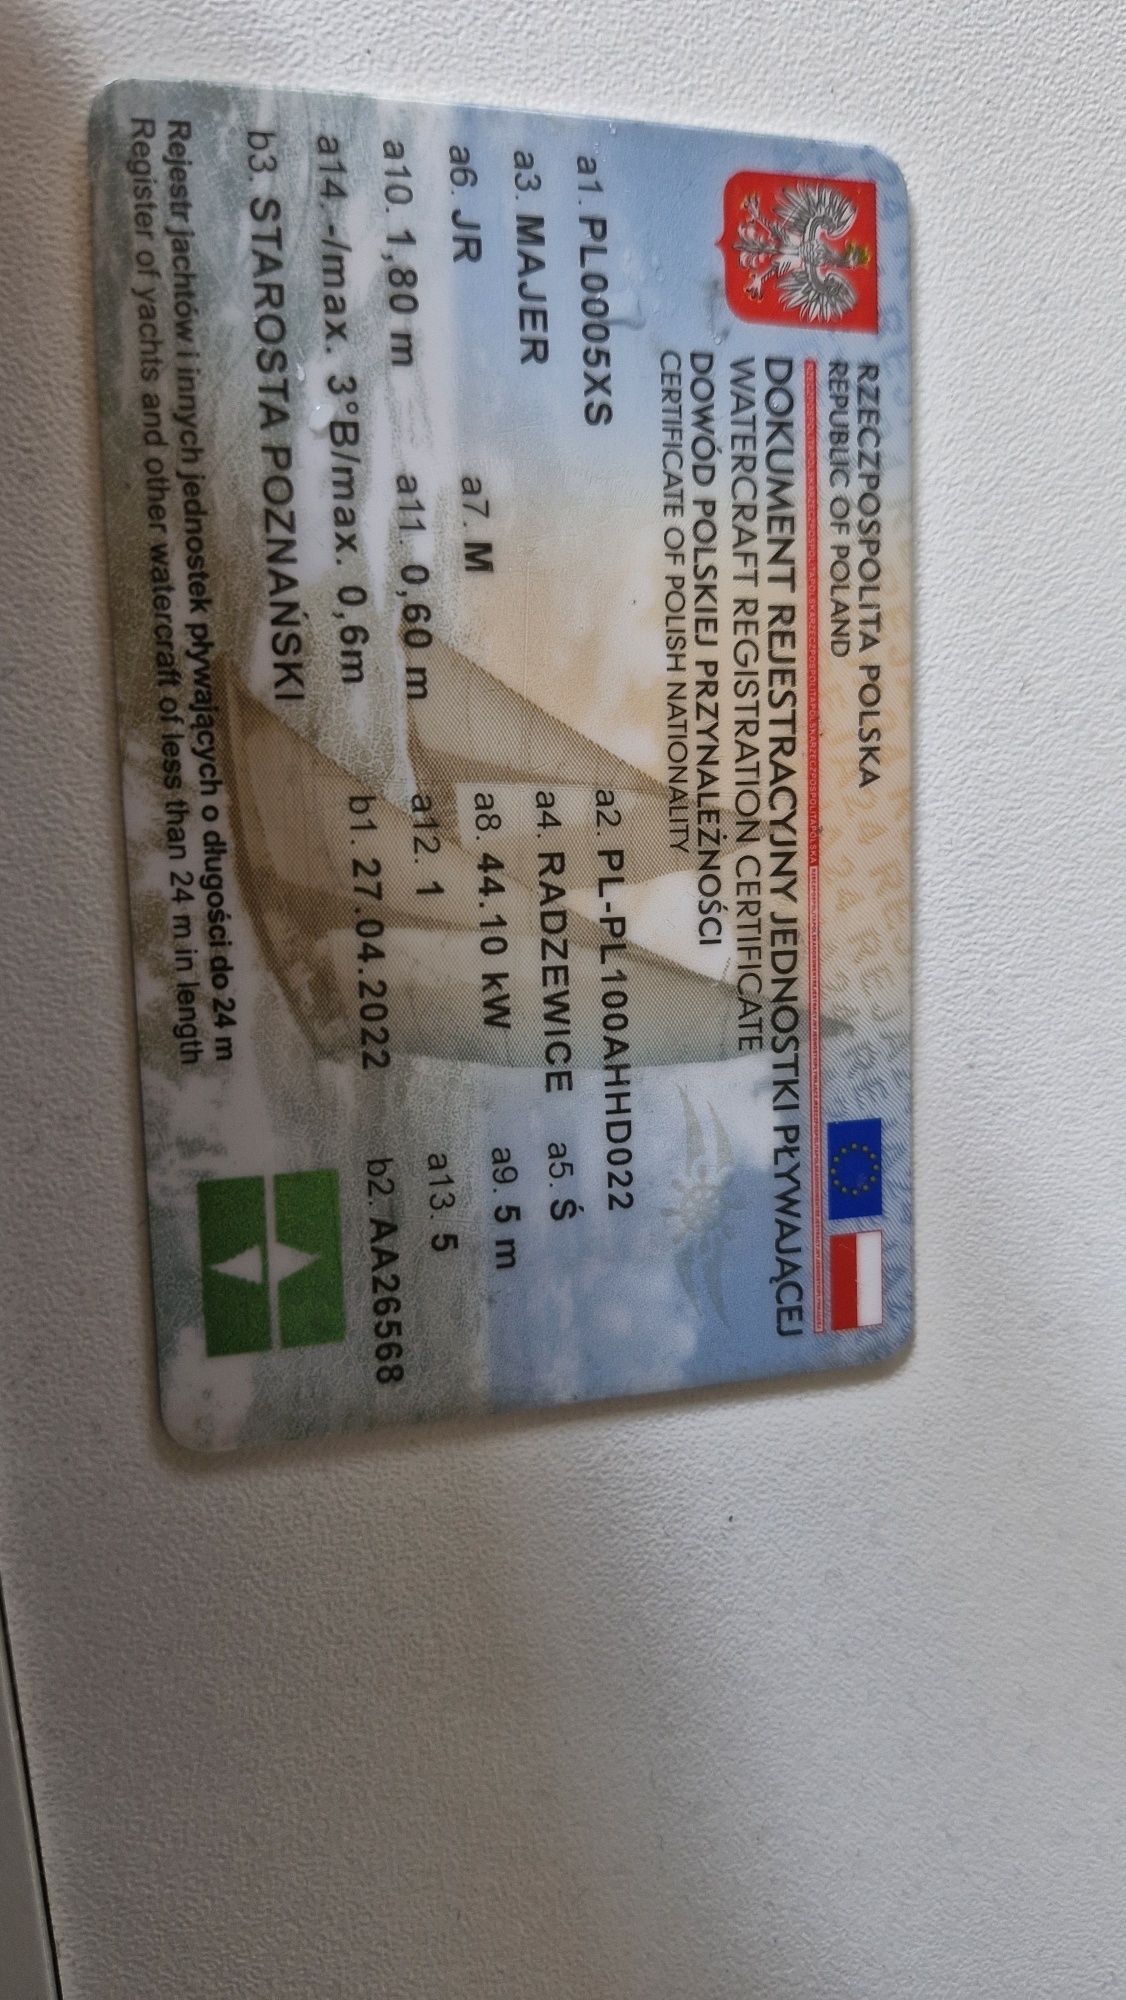 RZECZPOSPOLITA POLSKA
REPUBLIC OF POLAND
DOKUMENT REJESTRACYJNY JEDNOSTKI PŁYWAJĄCEJ
WATERCRAFT REGISTRATION CERTIFICATE
DOWÓD POLSKIEJ PRZYNALEŻNOŚCI
CERTIFICATE OF POLISH NATIONALITY
a1. PL0005XS a2. PL-PL100AHHD022
a3. MAJER a4. RADZEWICE a5. Ś
a6. JR a7. M a8. 44.10 kW a9. 5 m
a10. 1,80 m a11. 0,60 m a12. 1 a13. 5
a14. -/max. 3°B/max. 0,6m b1. 27.04.2022 b2. AA26568
b3. STAROSTA POZNAŃSKI
Rejestr jachtów i innych jednostek pływających o długości do 24 m
Register of yachts and other watercraft of less than 24 m in length